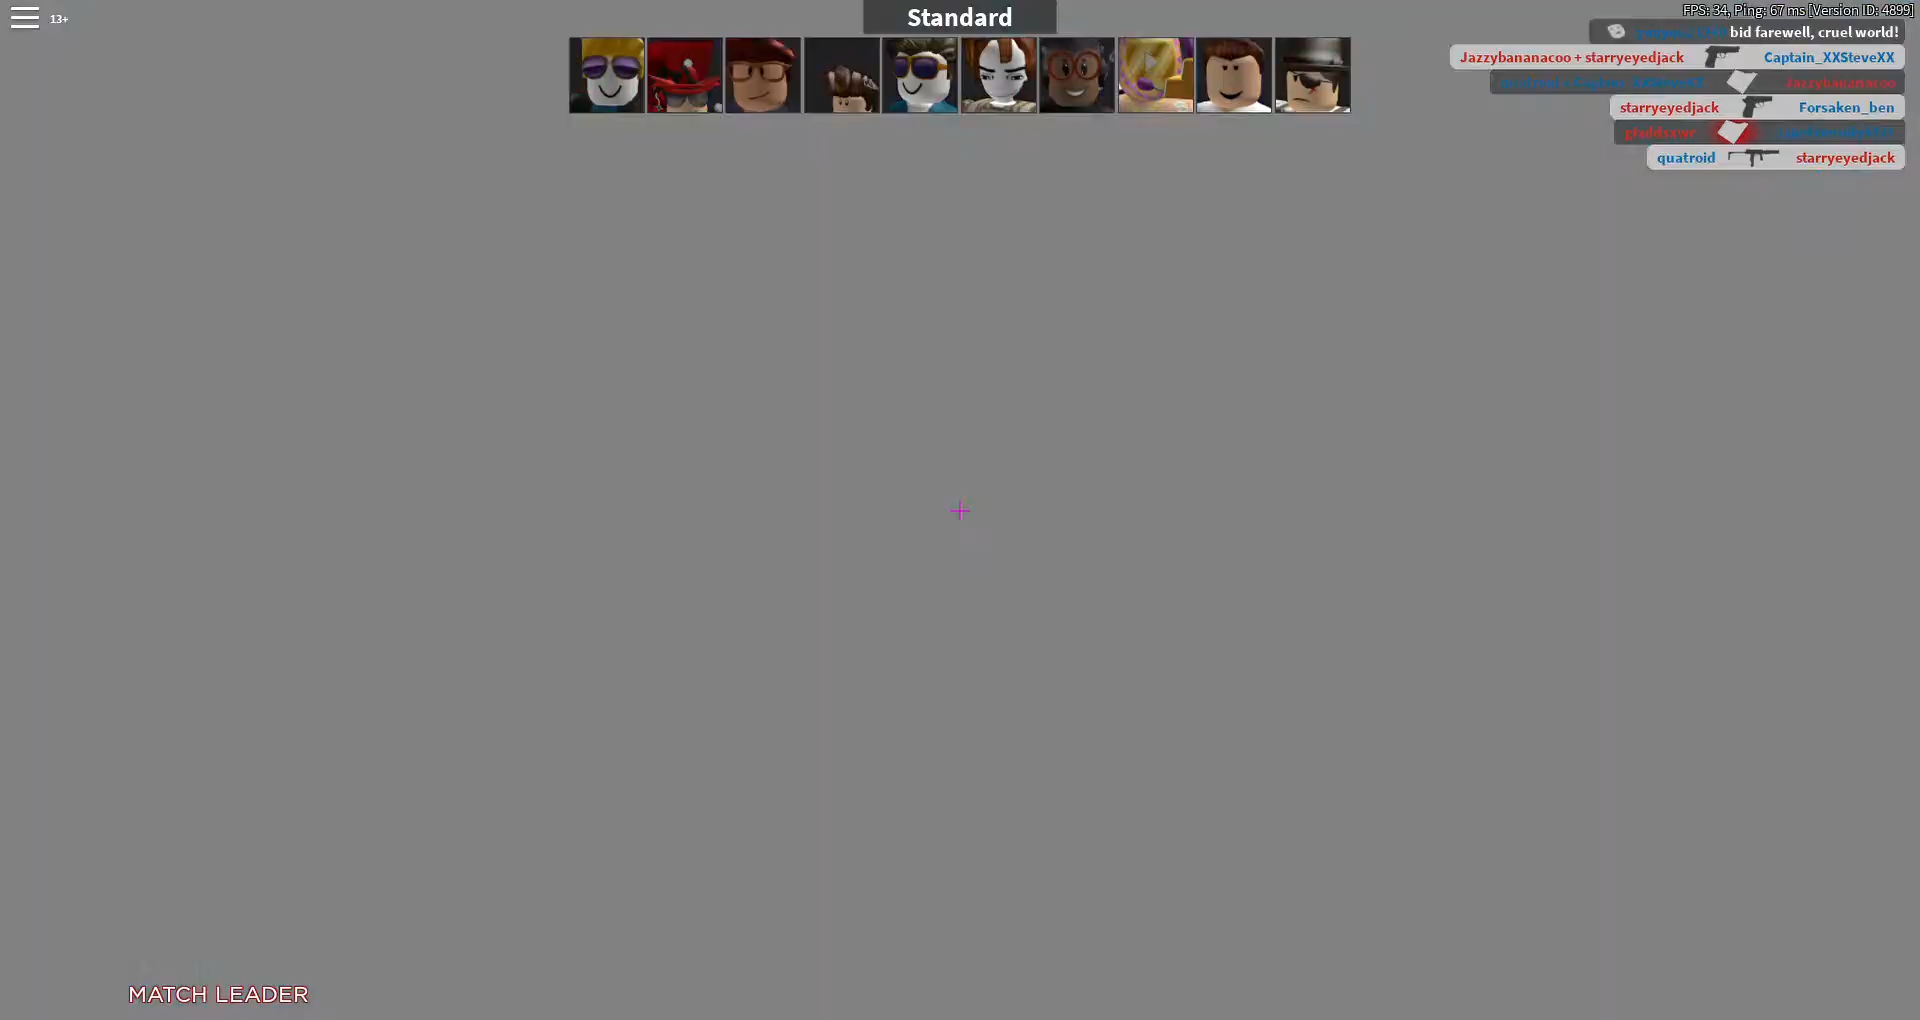 13+
Standard
FPS: 34, Ping: 67 ms [Version ID: 4899]
bid farewell, cruel world!
Jazzybananacoo + starryeyedjack Captain_XXSteveXX
Jazzybananacoo
starryeyedjack Forsaken_ben
quatroid starryeyedjack
MATCH LEADER